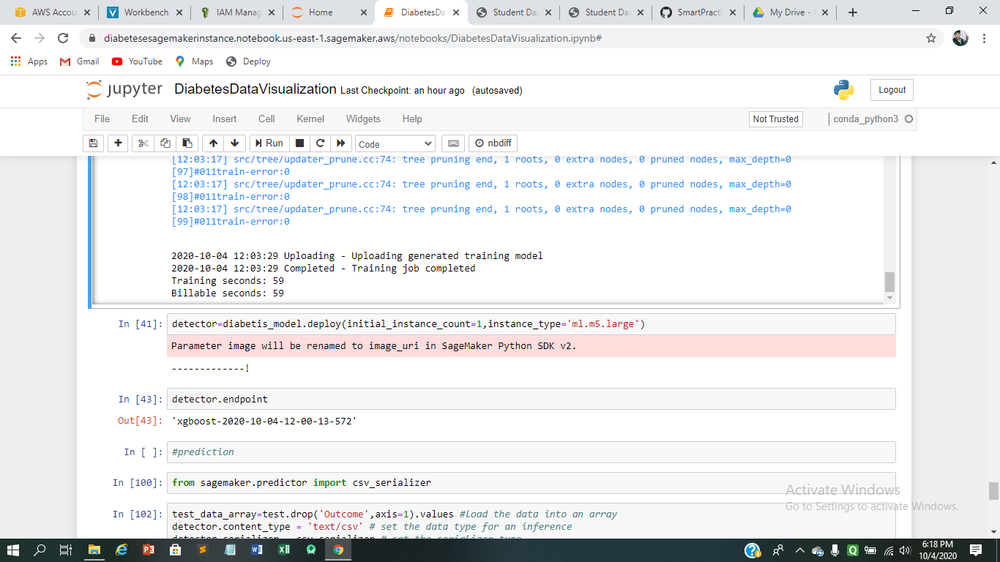 AWS Accou
Workbench
IAM Manag
Home
DiabetesDa
Student Das
Student Das
SmartPracti
My Drive - G
diabetesesagemakerinstance.notebook.us-east-1.sagemaker.aws/notebooks/DiabetesDataVisualization.ipynb#
Apps
Gmail
YouTube
Maps
Deploy
jupyter DiabetesDataVisualization Last Checkpoint: an hour ago (autosaved)
Logout
File Edit View Insert Cell Kernel Widgets Help
Not Trusted
conda_python3
Run
Code
nbdiff
[12:03:17] src/tree/updater_prune.cc:74: tree pruning end, 1 roots, 0 extra nodes, 0 pruned nodes, max_depth=0
[97]#011train-error:0
[12:03:17] src/tree/updater_prune.cc:74: tree pruning end, 1 roots, 0 extra nodes, 0 pruned nodes, max_depth=0
[98]#011train-error:0
[12:03:17] src/tree/updater_prune.cc:74: tree pruning end, 1 roots, 0 extra nodes, 0 pruned nodes, max_depth=0
[99]#011train-error:0
2020-10-04 12:03:29 Uploading - Uploading generated training model
2020-10-04 12:03:29 Completed - Training job completed
Training seconds: 59
Billable seconds: 59
In [41]: detector=diabetis_model.deploy(initial_instance_count=1,instance_type='ml.m5.large')
Parameter image will be renamed to image_uri in SageMaker Python SDK v2.
-------------!
In [43]: detector.endpoint
Out[43]: 'xgboost-2020-10-04-12-00-13-572'
In [ ]: #prediction
In [100]: from sagemaker.predictor import csv_serializer
Activate Windows
Go to Settings to activate Windows.
In [102]: test_data_array=test.drop('Outcome',axis=1).values #load the data into an array
detector.content_type = 'text/csv' # set the data type for an inference
detector.serializer = csv_serializer # set the serializer type
6:18 PM
10/4/2020